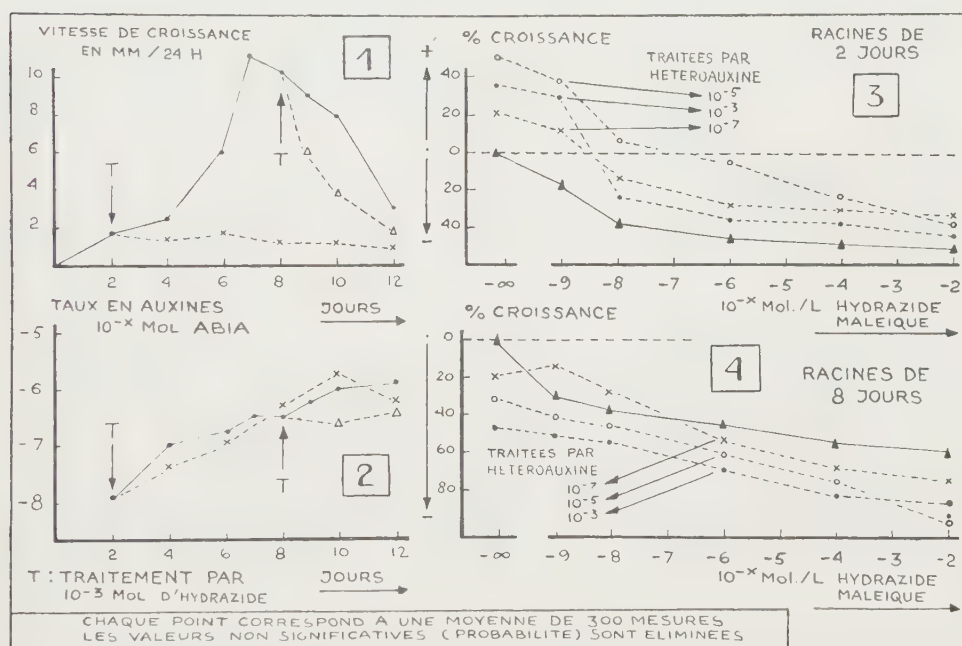 VITESSE DE CROISSANCE
EN MM / 24 H
1
10
8
6
4
2
T
T
2 4 6 8 10 12
JOURS
TAUX EN AUXINES
10⁻ˣ MOL ABIA
-5
-6
-7
-8
T
T
2
2 4 6 8 10 12
JOURS
T : TRAITEMENT PAR
10⁻³ MOL D'HYDRAZIDE
% CROISSANCE
+
-
RACINES DE
2 JOURS
3
TRAITEES PAR
HETEROAUXINE
10⁻⁵
10⁻³
10⁻⁷
40
20
0
20
40
-∞ -9 -8 -7 -6 -5 -4 -3 -2
10⁻ˣ MOL./L HYDRAZIDE
MALEIQUE
% CROISSANCE
-
4
RACINES DE
8 JOURS
0
20
40
60
80
TRAITÉES PAR
HÉTEROAUXINE
10⁻⁷
10⁻⁵
10⁻³
-∞ -9 -8 -7 -6 -5 -4 -3 -2
10⁻ˣ MOL./L HYDRAZIDE
MALEIQUE
CHAQUE POINT CORRESPOND A UNE MOYENNE DE 300 MESURES
LES VALEURS NON SIGNIFICATIVES (PROBABILITÉ) SONT ELIMINÉES